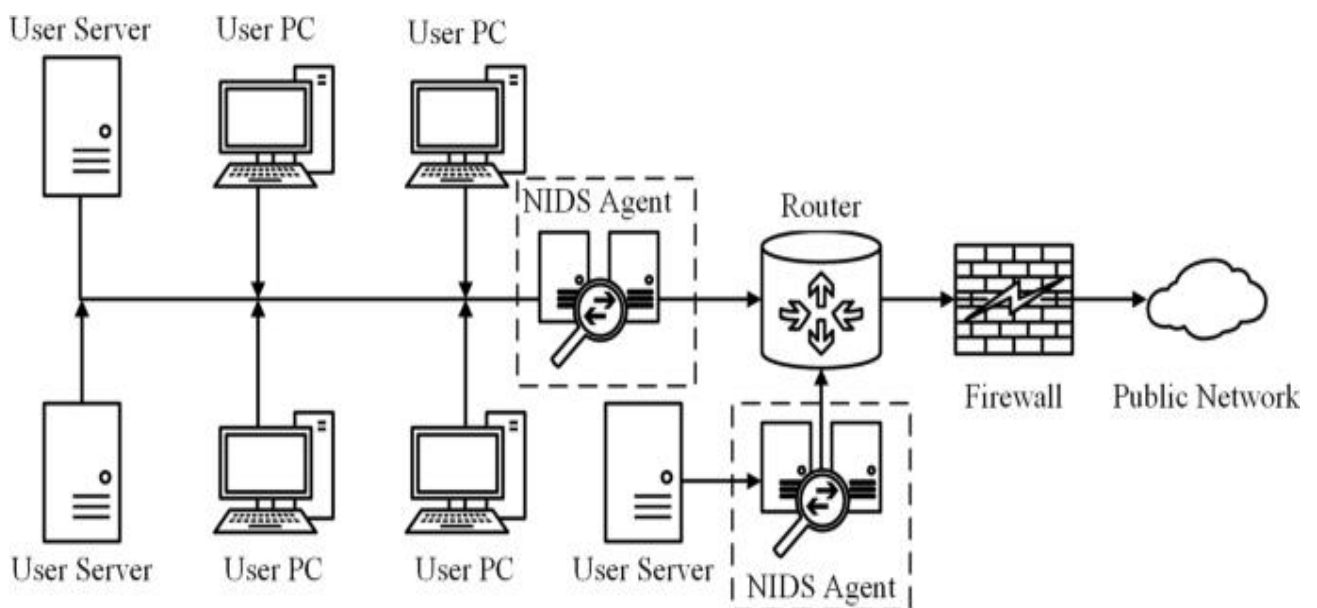 User Server
User PC
User PC
NIDS Agent
Router
Firewall
Public Network
User Server
User PC
User PC
User Server
NIDS Agent